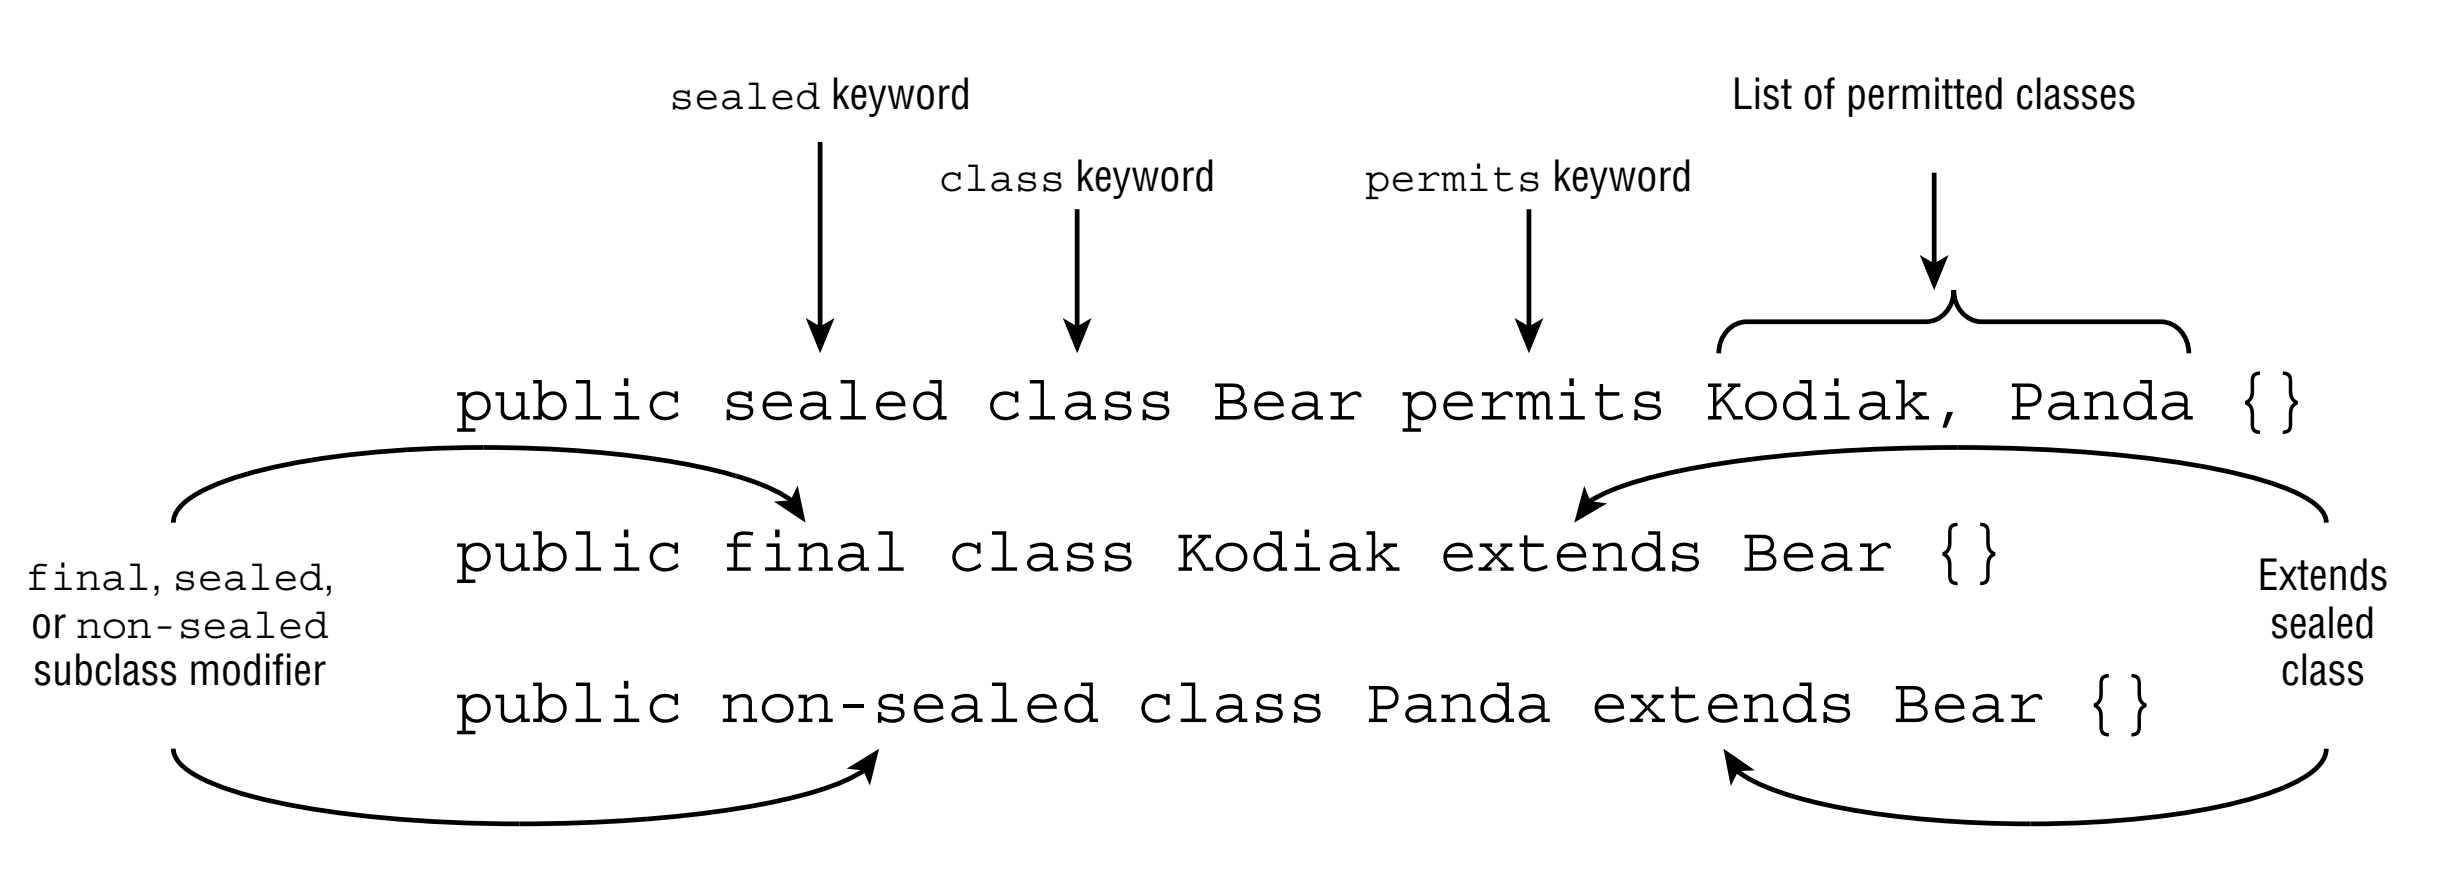 sealed keyword
List of permitted classes
class keyword
permits keyword
public sealed class Bear permits Kodiak, Panda {}
public final class Kodiak extends Bear {}
final, sealed,
or non-sealed
subclass modifier
Extends
sealed
class
public non-sealed class Panda extends Bear {}